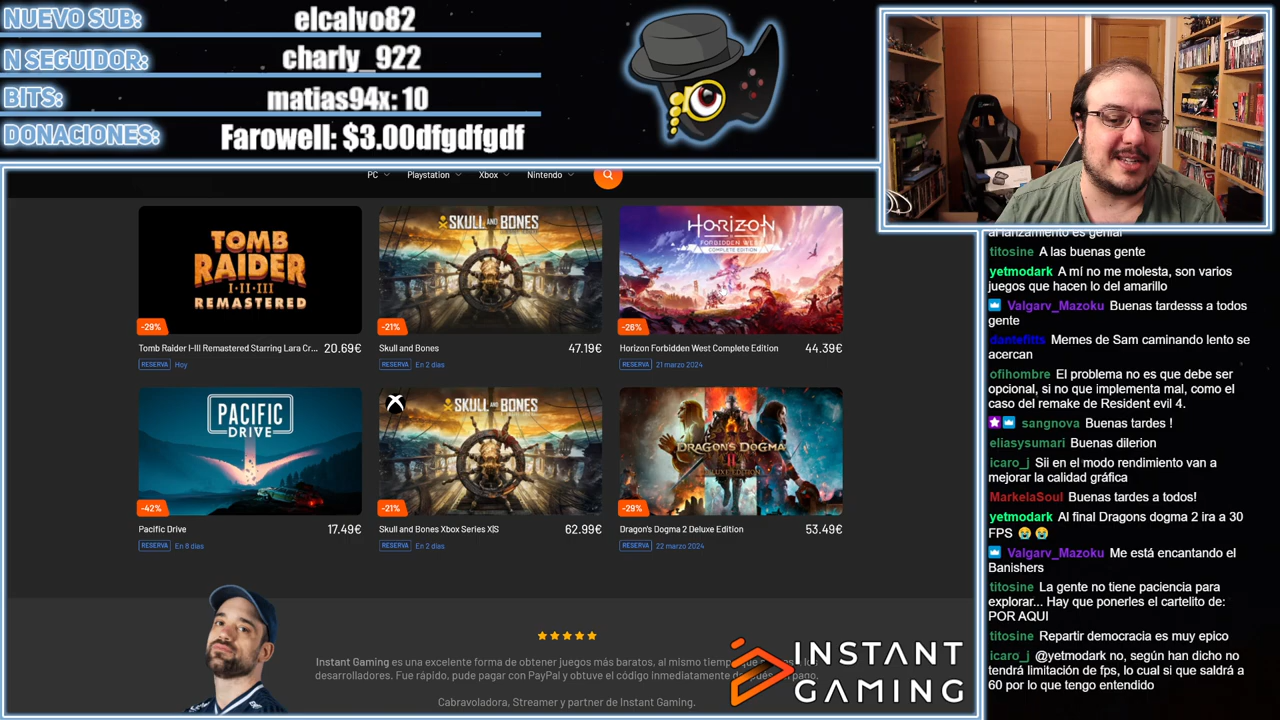 NUEVO SUB: elcalvo82
N SEGUIDOR: charly_922
BITS: matias94x: 10
DONACIONES: Farowell: $3.00dfgdfgdf
PC Playstation Xbox Nintendo
TOMB
RAIDER
I·II·III
REMASTERED
-29%
Tomb Raider I-III Remastered Starring Lara Cr... 20.69€
RESERVA Hoy
SKULL AND BONES
-21%
Skull and Bones 47.19€
RESERVA En 2 días
HORIZON
FORBIDDEN WEST
COMPLETE EDITION
-26%
Horizon Forbidden West Complete Edition 44.39€
RESERVA 21 marzo 2024
PACIFIC
DRIVE
-42%
Pacific Drive 17.49€
RESERVA En 8 días
SKULL AND BONES
-21%
Skull and Bones Xbox Series X|S 62.99€
RESERVA En 2 días
DRAGON'S DOGMA
II
DELUXE EDITION
-29%
Dragon's Dogma 2 Deluxe Edition 53.49€
RESERVA 22 marzo 2024
Instant Gaming es una excelente forma de obtener juegos más baratos, al mismo tiempo que
desarrolladores. Fue rápido, pude pagar con PayPal y obtuve el código inmediatamente después pago.
Cabravoladora, Streamer y partner de Instant Gaming.
INSTANT
GAMING
al lanzamiento es genial
titosine A las buenas gente
yetmodark A mí no me molesta, son varios
juegos que hacen lo del amarillo
Valgarv_Mazoku Buenas tardesss a todos
gente
dantefitts Memes de Sam caminando lento se
acercan
ofihombre El problema no es que debe ser
opcional, si no que implementa mal, como el
caso del remake de Resident evil 4.
sangnova Buenas tardes !
eliasysumari Buenas dilerion
icaro_j Sii en el modo rendimiento van a
mejorar la calidad gráfica
MarkelaSoul Buenas tardes a todos!
yetmodark Al final Dragons dogma 2 ira a 30
FPS 😭😭
Valgarv_Mazoku Me está encantando el
Banishers
titosine La gente no tiene paciencia para
explorar... Hay que ponerles el cartelito de:
POR AQUI
titosine Repartir democracia es muy epico
icaro_j @yetmodark no, según han dicho no
tendrá limitación de fps, lo cual si que saldrá a
60 por lo que tengo entendido